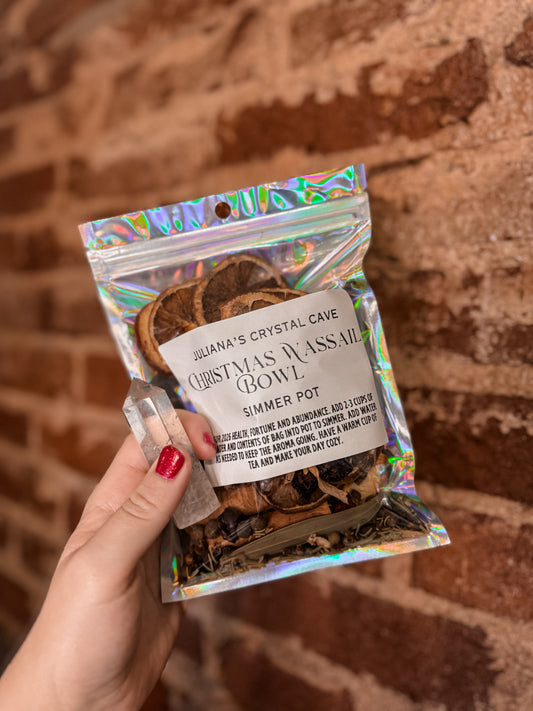 JULIANA'S CRYSTAL CAVE
CHRISTMAS WASSAIL
BOWL
SIMMER POT
2026 HEALTH, FORTUNE AND ABUNDANCE. ADD 2-3 CUPS OF
AND CONTENTS OF BAG INTO POT TO SIMMER. ADD WATER
AS NEEDED TO KEEP THE AROMA GOING. HAVE A WARM CUP OF
TEA AND MAKE YOUR DAY COZY.